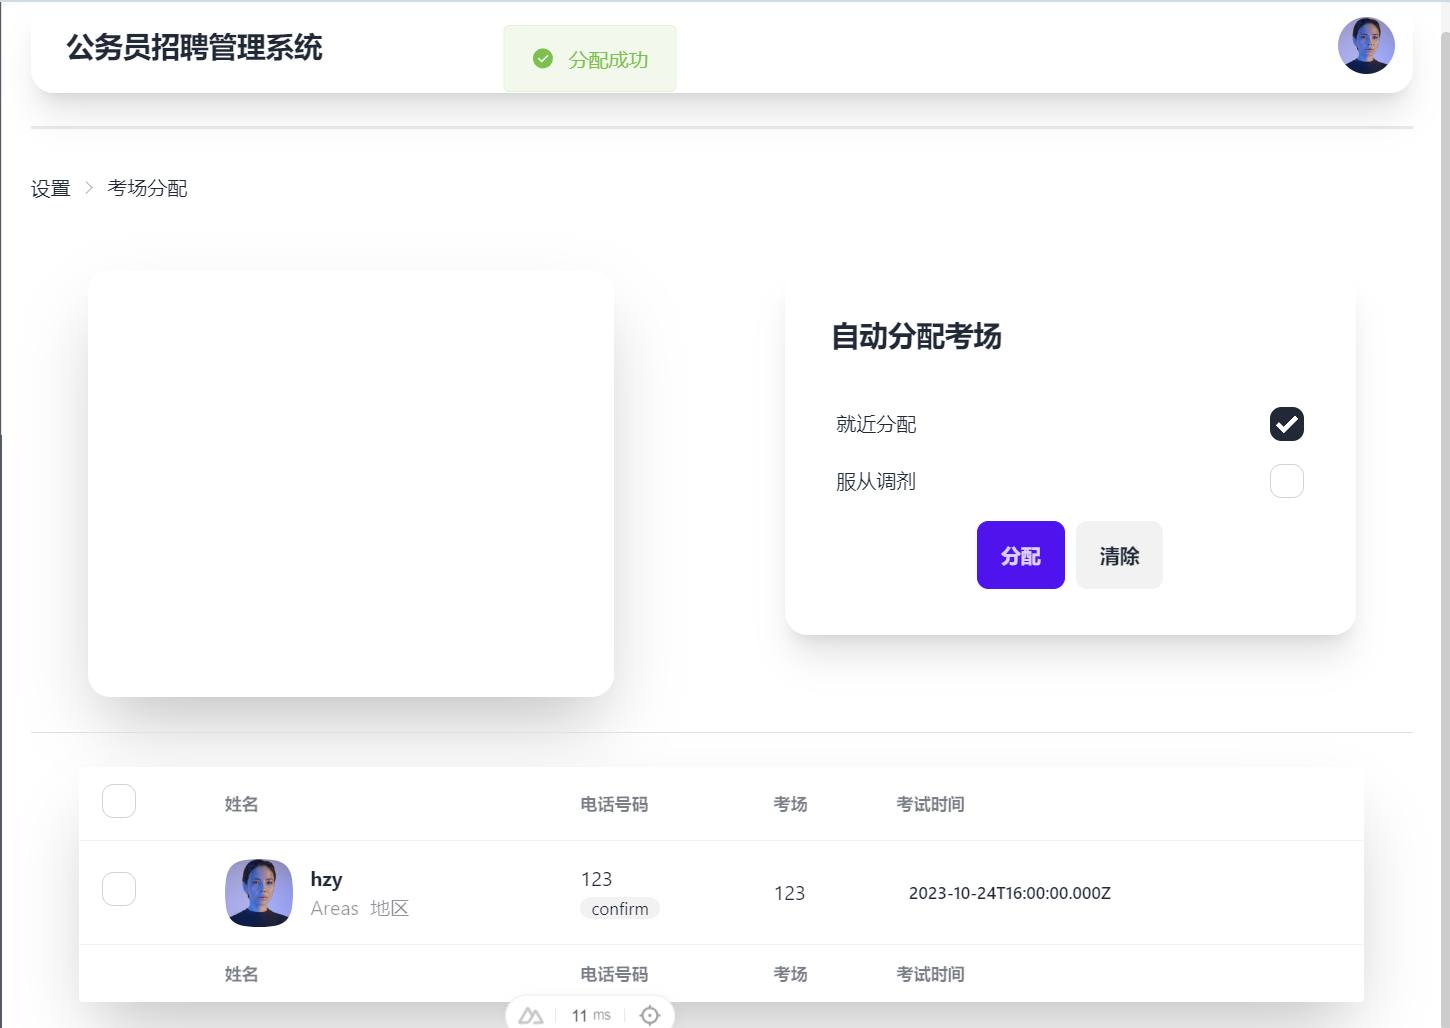 公务员招聘管理系统
分配成功
设置 > 考场分配
自动分配考场
就近分配
服从调剂
分配 清除
姓名 电话号码 考场 考试时间
hzy 123
Areas 地区 confirm 123 2023-10-24T16:00:00.000Z
姓名 电话号码 考场 考试时间
11 ms